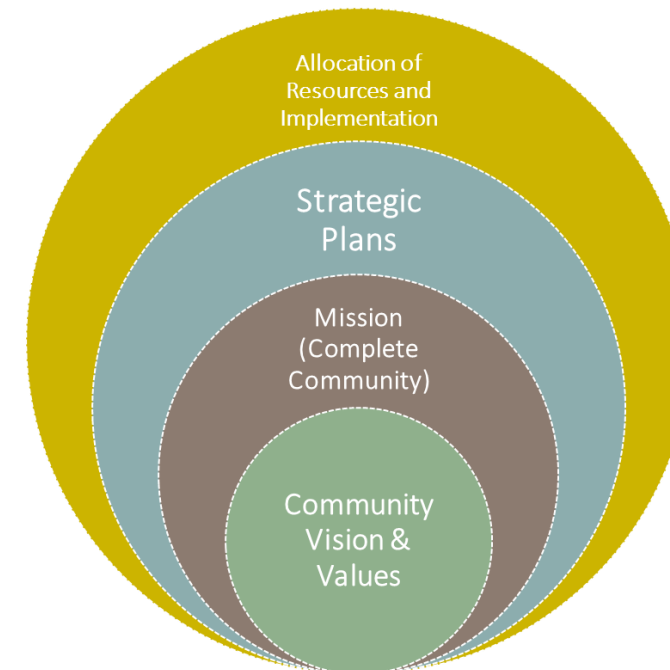 Allocation of
Resources and
Implementation
Strategic
Plans
Mission
(Complete
Community)
Community
Vision &
Values